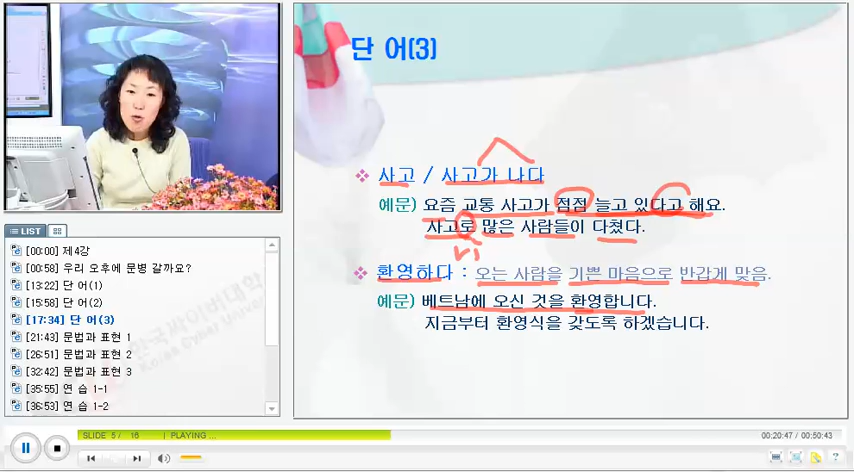 단 어(3)
❖ 사고 / 사고가 나다
예문) 요즘 교통 사고가 점점 늘고 있다고 해요.
사고로 많은 사람들이 다쳤다.
❖ 환영하다 : 오는 사람을 기쁜 마음으로 반갑게 맞음.
예문) 베트남에 오신 것을 환영합니다.
지금부터 환영식을 갖도록 하겠습니다.
LIST
[00:00] 제4강
[00:58] 우리 오후에 문병 갈까요?
[13:22] 단 어(1)
[15:58] 단 어(2)
[17:34] 단 어(3)
[21:43] 문법과 표현 1
[26:51] 문법과 표현 2
[32:42] 문법과 표현 3
[35:55] 연 습 1-1
[36:53] 연 습 1-2
SLIDE 5 / 16 | PLAYING ...
00:20:47 / 00:50:43